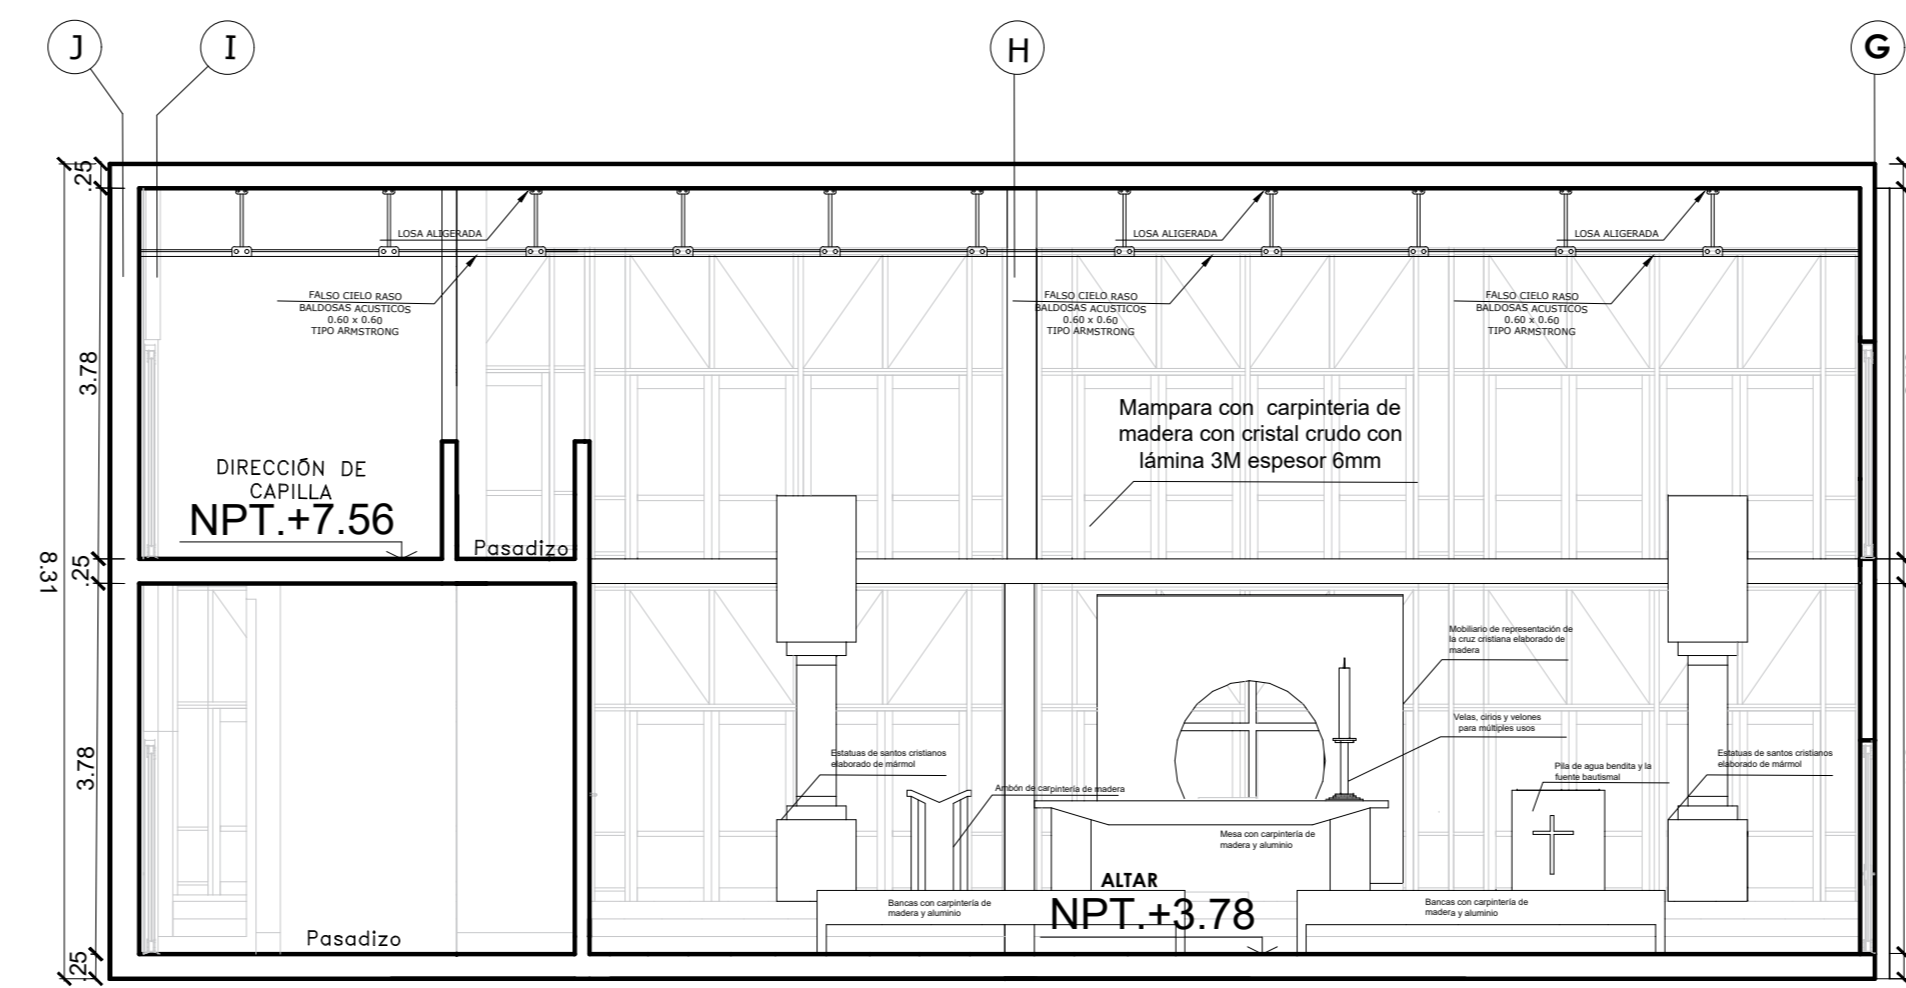 J
I
H
G
.25
LOSA ALIGERADA
LOSA ALIGERADA
LOSA ALIGERADA
FALSO CIELO RASO
BALDOSAS ACUSTICOS
0.60 x 0.60
TIPO ARMSTRONG
FALSO CIELO RASO
BALDOSAS ACUSTICOS
0.60 x 0.60
TIPO ARMSTRONG
FALSO CIELO RASO
BALDOSAS ACUSTICOS
0.60 x 0.60
TIPO ARMSTRONG
3.78
Mampara con carpinteria de
madera con cristal crudo con
lámina 3M espesor 6mm
DIRECCIÓN DE
CAPILLA
NPT.+7.56
Pasadizo
8.31
.25
Mobiliario de representación de
la cruz cristiana elaborado de
madera
Velas, cirios y velones
para múltiples usos
Estatuas de santos cristianos
elaborado de mármol
Ambón de carpintería de madera
Pila de agua bendita y la
fuente bautismal
Estatuas de santos cristianos
elaborado de mármol
3.78
Mesa con carpintería de
madera y aluminio
ALTAR
NPT.+3.78
Bancas con carpintería de
madera y aluminio
Bancas con carpintería de
madera y aluminio
Pasadizo
.25